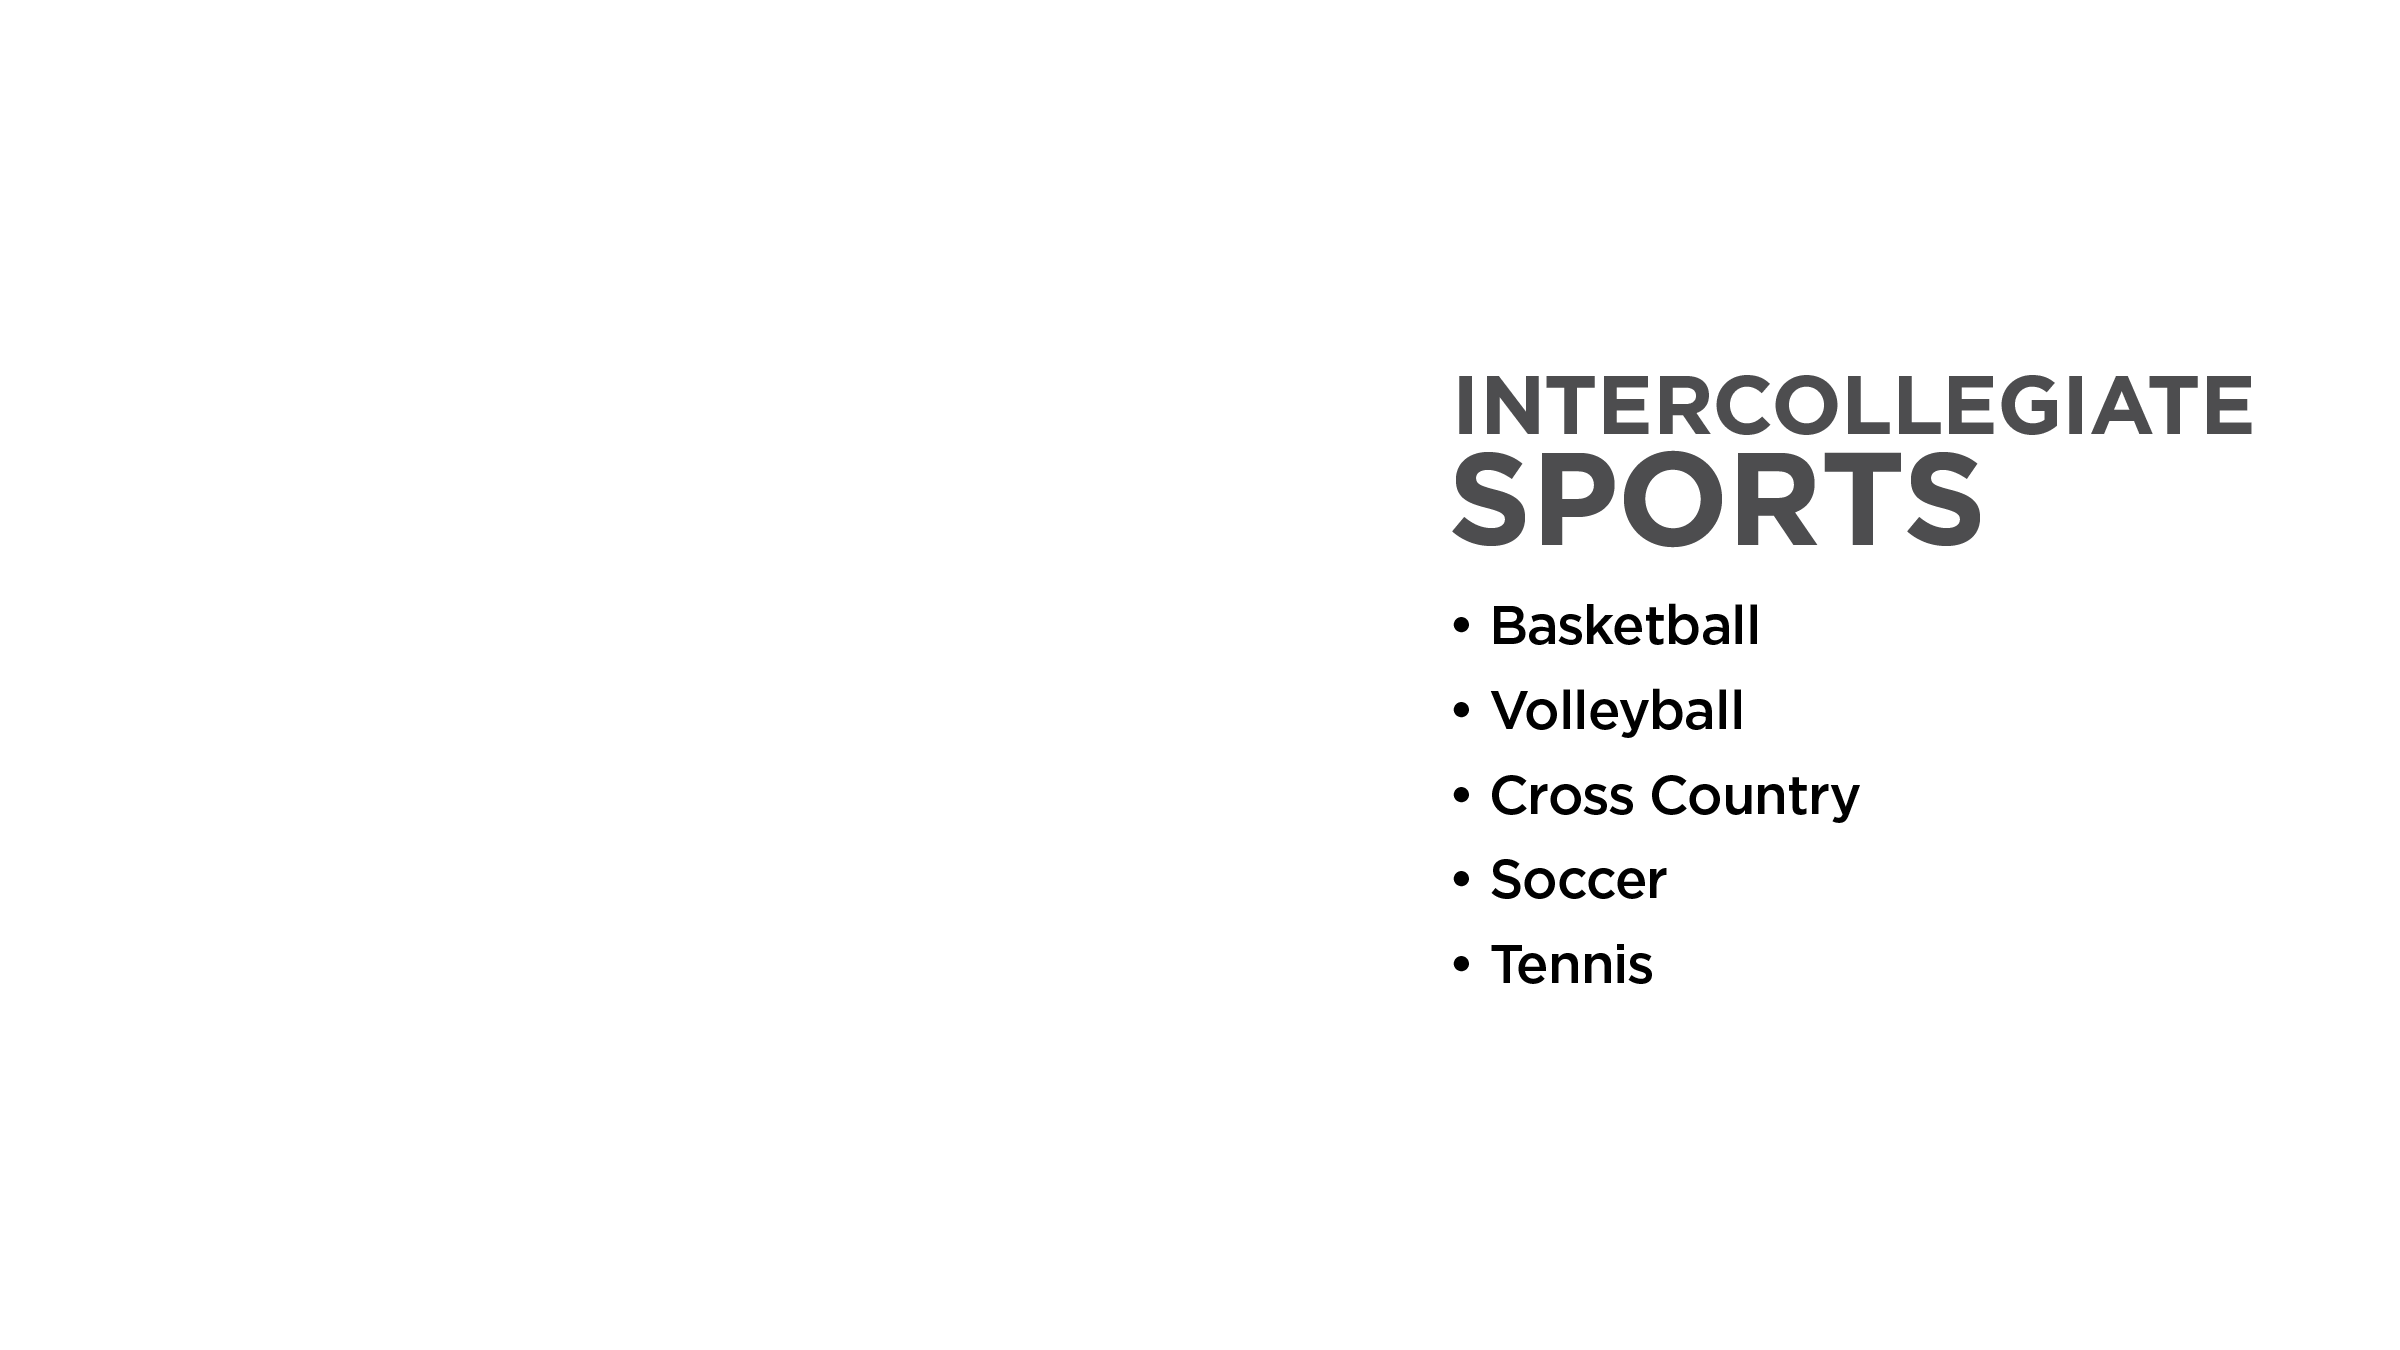 INTERCOLLEGIATE
SPORTS
• Basketball
• Volleyball
• Cross Country
• Soccer
• Tennis